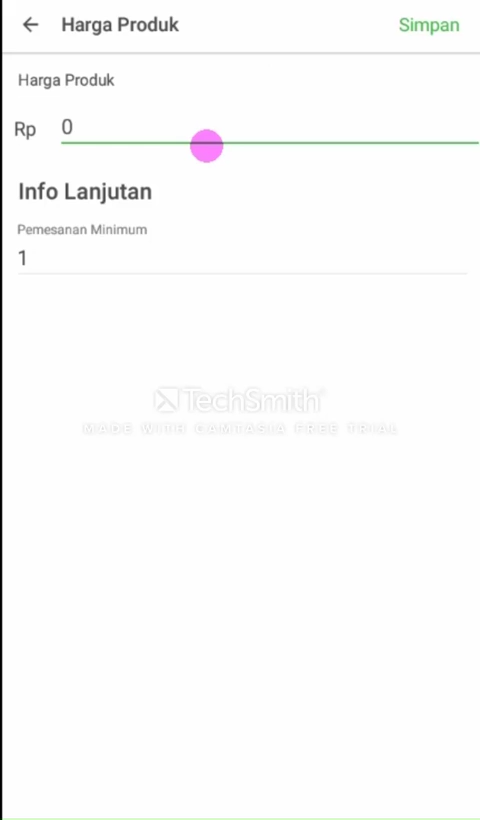 Harga Produk
Simpan
Harga Produk
Rp 0
Info Lanjutan
Pemesanan Minimum
1
TechSmith
MADE WITH CAMTASIA FREE TRIAL